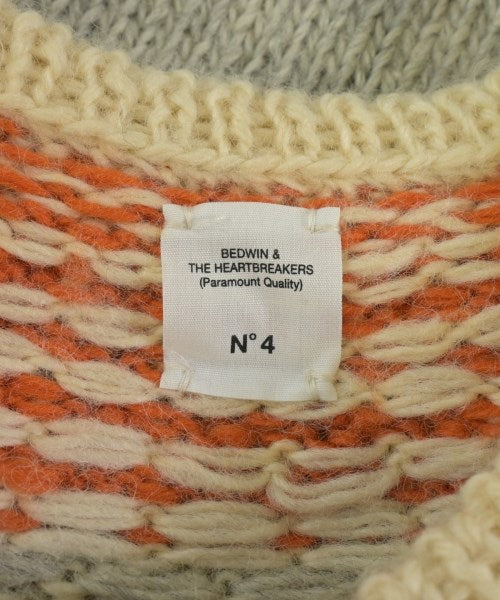 BEDWIN &
THE HEARTBREAKERS
(Paramount Quality)
N° 4